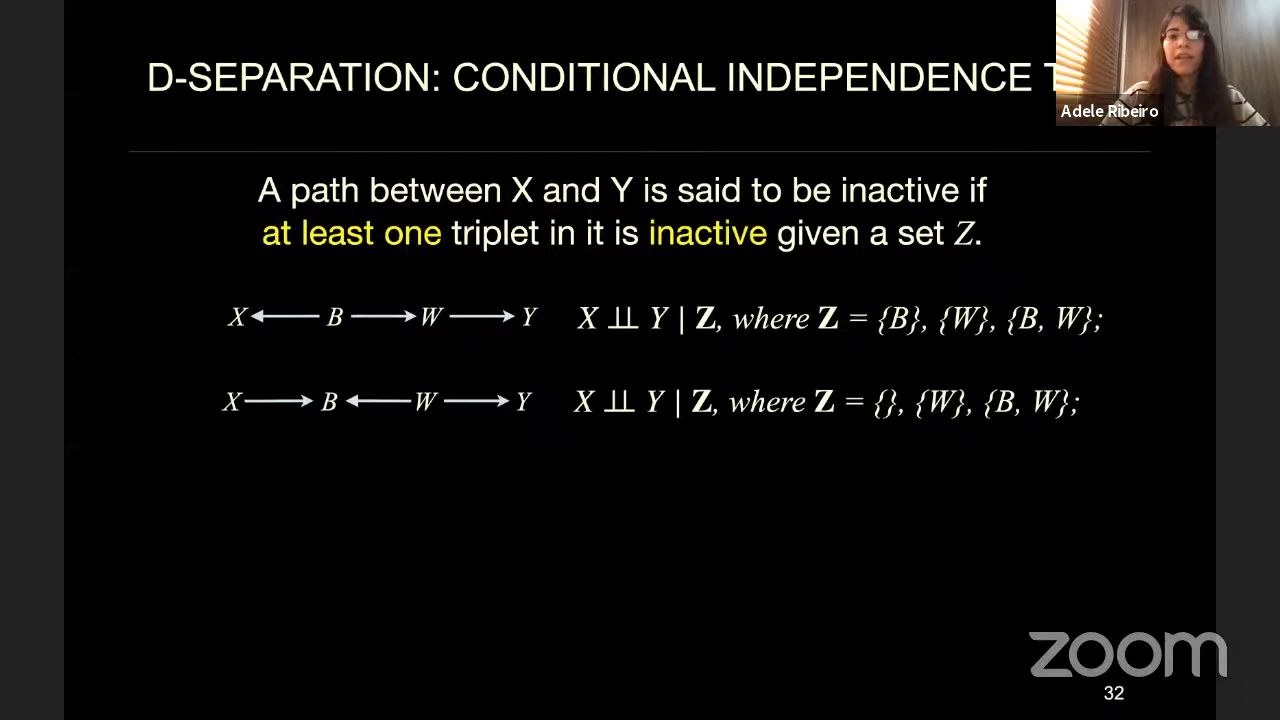 D-SEPARATION: CONDITIONAL INDEPENDENCE
Adele Ribeiro
A path between X and Y is said to be inactive if
at least one triplet in it is inactive given a set Z.
X B W Y X ⫫ Y | Z, where Z = {B}, {W}, {B, W};
X B W Y X ⫫ Y | Z, where Z = {}, {W}, {B, W};
zoom
32